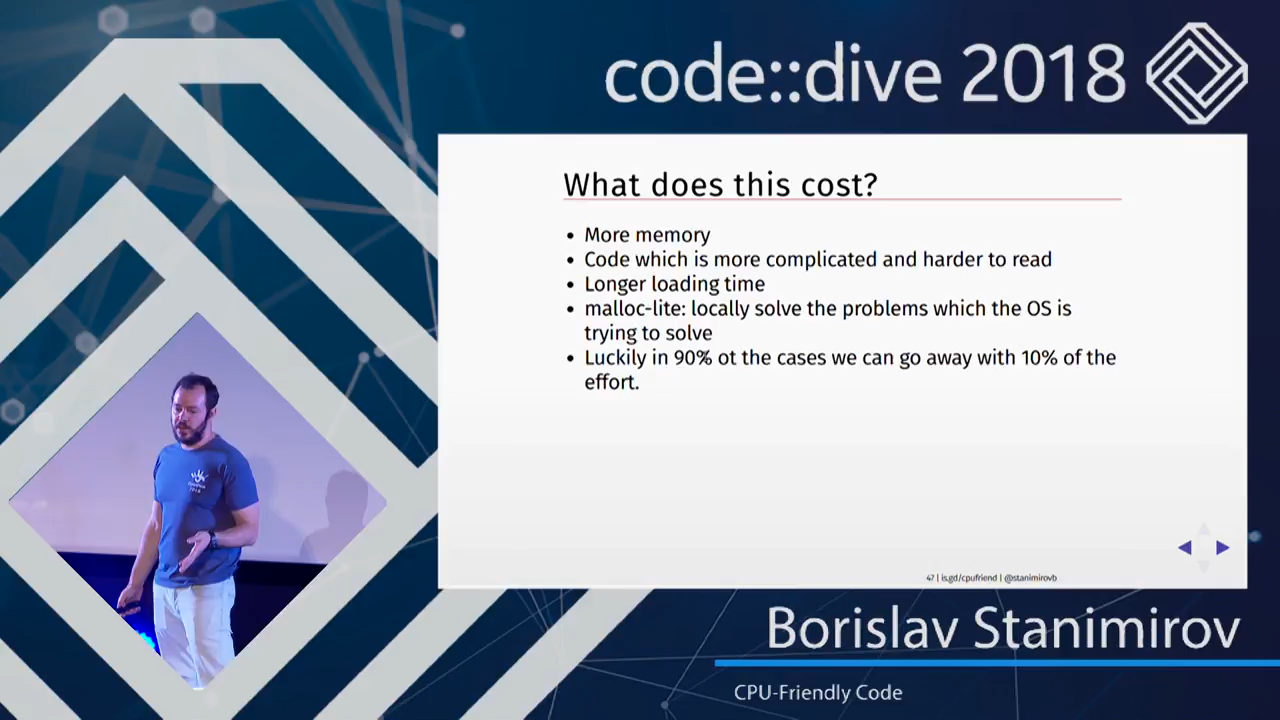 code::dive 2018
What does this cost?
• More memory
• Code which is more complicated and harder to read
• Longer loading time
• malloc-lite: locally solve the problems which the OS is
trying to solve
• Luckily in 90% ot the cases we can go away with 10% of the
effort.
47 | is.gd/cpufriend | @stanimirovb
Borislav Stanimirov
CPU-Friendly Code